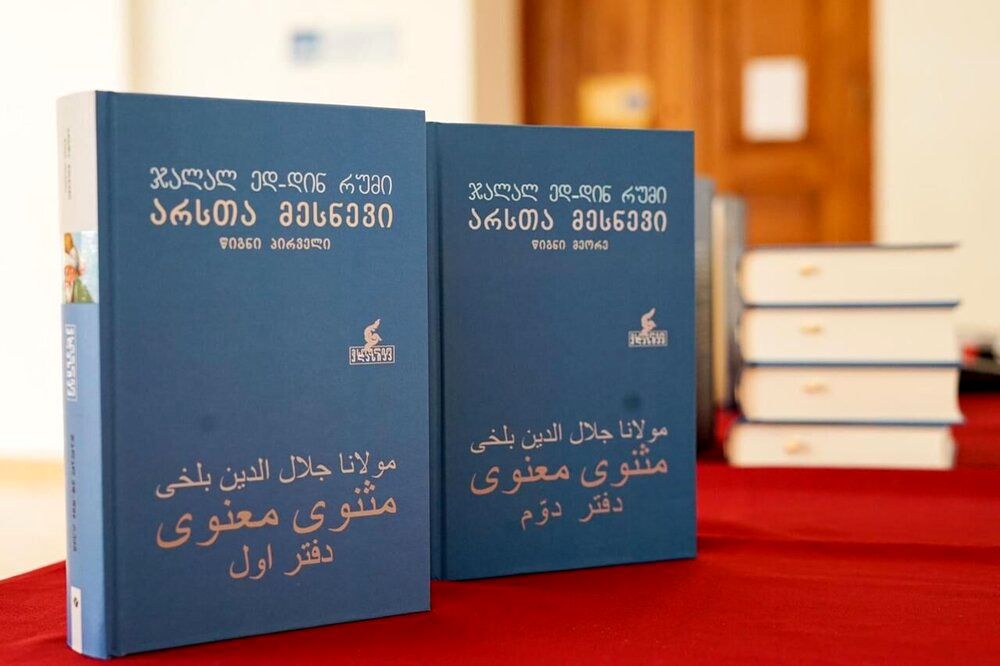 ჯალალ ედ-დინ რუმი
არსთა მესნევი
წიგნი პირველი
مولانا جلال الدین بلخی
مثنوی معنوی
دفتر اول
ჯალალ ედ-დინ რუმი
არსთა მესნევი
წიგნი მეორე
مولانا جلال الدین بلخی
مثنوی معنوی
دفتر دوّم